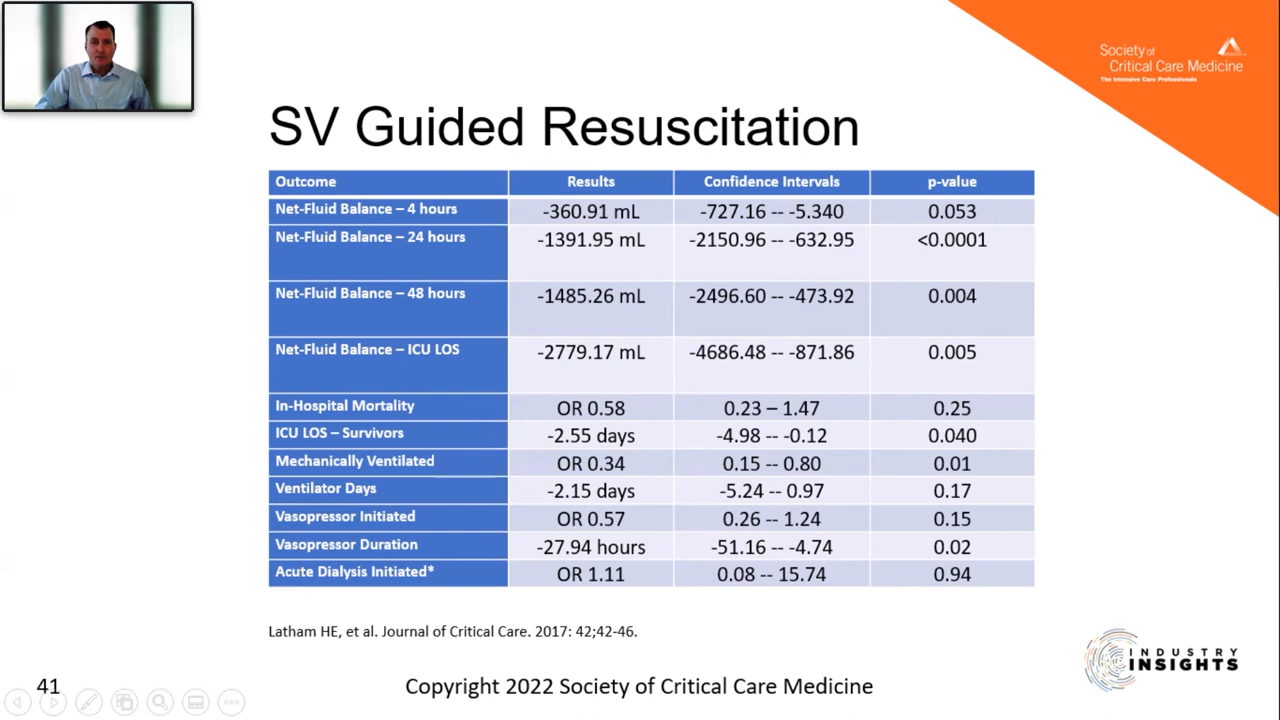 Society of
Critical Care Medicine
The Intensive Care Professionals
SV Guided Resuscitation
Outcome Results Confidence Intervals p-value
Net-Fluid Balance – 4 hours -360.91 mL -727.16 -- -5.340 0.053
Net-Fluid Balance – 24 hours -1391.95 mL -2150.96 -- -632.95 <0.0001
Net-Fluid Balance – 48 hours -1485.26 mL -2496.60 -- -473.92 0.004
Net-Fluid Balance – ICU LOS -2779.17 mL -4686.48 -- -871.86 0.005
In-Hospital Mortality OR 0.58 0.23 – 1.47 0.25
ICU LOS – Survivors -2.55 days -4.98 -- -0.12 0.040
Mechanically Ventilated OR 0.34 0.15 -- 0.80 0.01
Ventilator Days -2.15 days -5.24 -- 0.97 0.17
Vasopressor Initiated OR 0.57 0.26 -- 1.24 0.15
Vasopressor Duration -27.94 hours -51.16 -- -4.74 0.02
Acute Dialysis Initiated* OR 1.11 0.08 -- 15.74 0.94
Latham HE, et al. Journal of Critical Care. 2017: 42;42-46.
INDUSTRY
INSIGHTS
41 Copyright 2022 Society of Critical Care Medicine